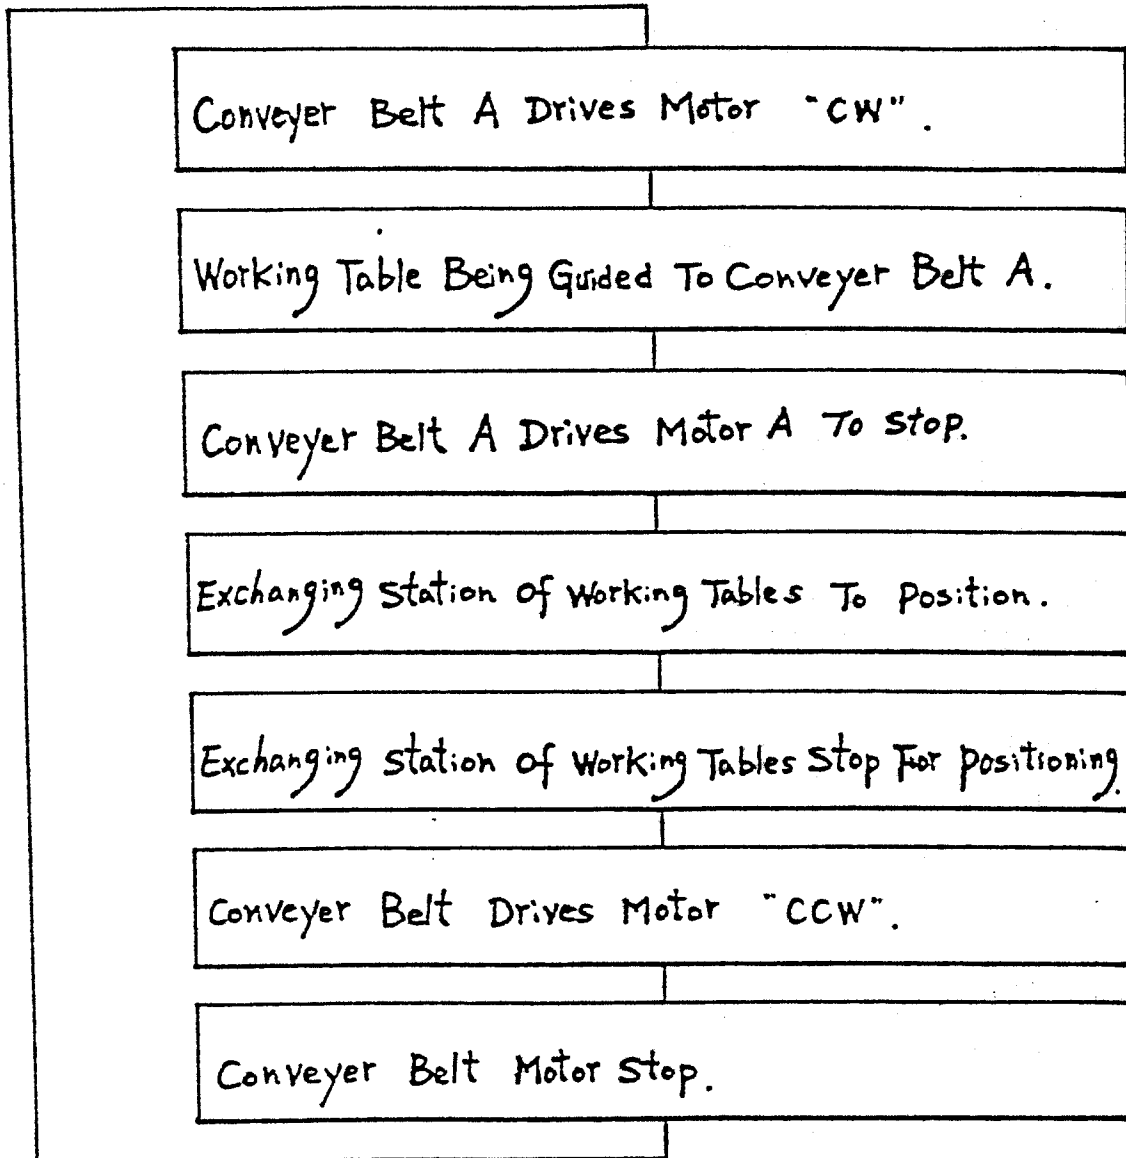 Conveyer Belt A Drives Motor "CW".
Working Table Being Guided To Conveyer Belt A.
Conveyer Belt A Drives Motor A To Stop.
Exchanging Station Of Working Tables To Position.
Exchanging Station Of Working Tables Stop For Positioning.
Conveyer Belt Drives Motor "CCW".
Conveyer Belt Motor Stop.